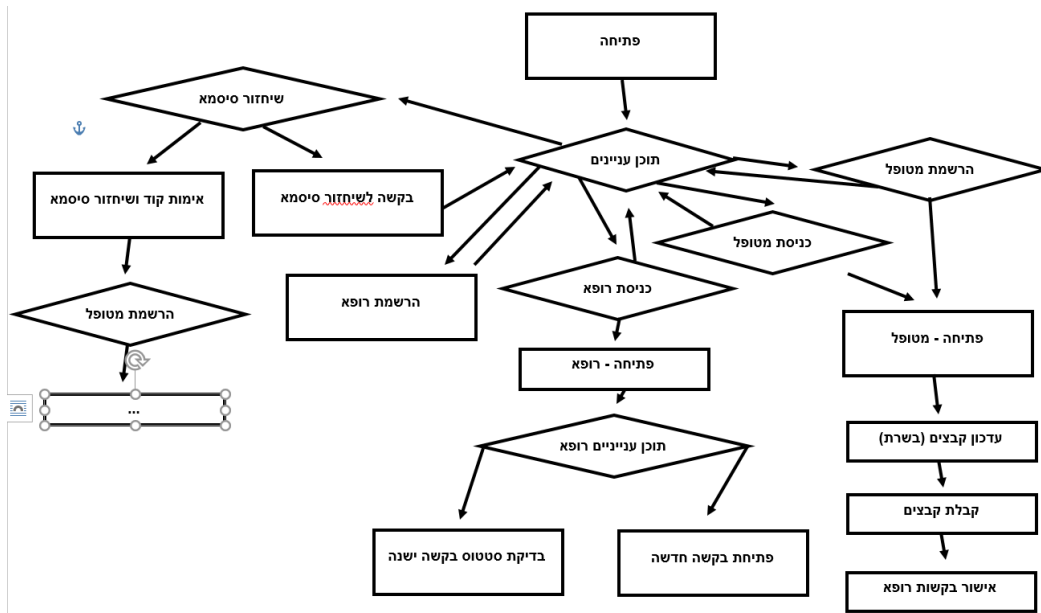 פתיחה
שיחזור סיסמא
תוכן עניינים
הרשמת מטופל
אימות קוד ושיחזור סיסמא
בקשה לשיחזור סיסמא
כניסת מטופל
הרשמת רופא
כניסת רופא
הרשמת מטופל
פתיחה - מטופל
פתיחה - רופא
...
עדכון קבצים (בשרת)
תוכן ענייניים רופא
קבלת קבצים
בדיקת סטטוס בקשה ישנה
פתיחת בקשה חדשה
אישור בקשות רופא